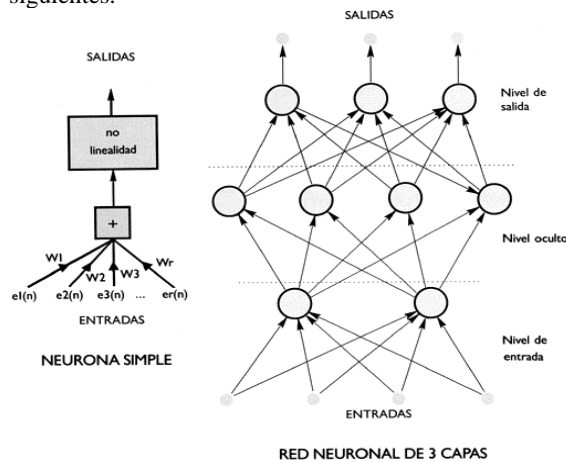 siguientes:
SALIDAS
no
linealidad
+
W1
W2
W3
Wr
e1(n) e2(n) e3(n) ... er(n)
ENTRADAS
NEURONA SIMPLE
SALIDAS
Nivel de
salida
Nivel oculto
Nivel de
entrada
ENTRADAS
RED NEURONAL DE 3 CAPAS